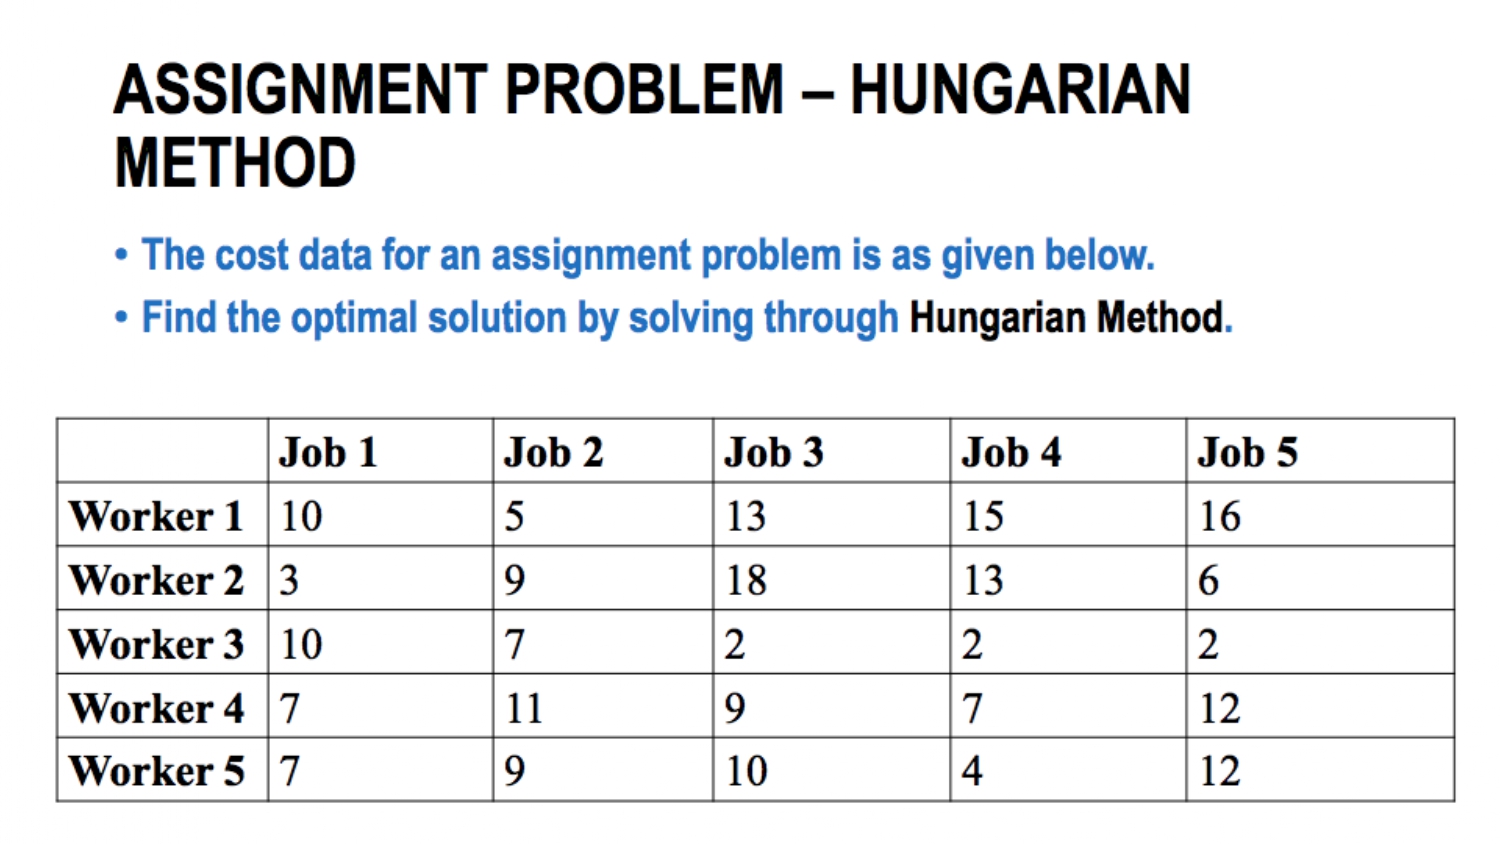 ASSIGNMENT PROBLEM – HUNGARIAN
METHOD
• The cost data for an assignment problem is as given below.
• Find the optimal solution by solving through Hungarian Method.
Job 1 Job 2 Job 3 Job 4 Job 5
Worker 1 10 5 13 15 16
Worker 2 3 9 18 13 6
Worker 3 10 7 2 2 2
Worker 4 7 11 9 7 12
Worker 5 7 9 10 4 12